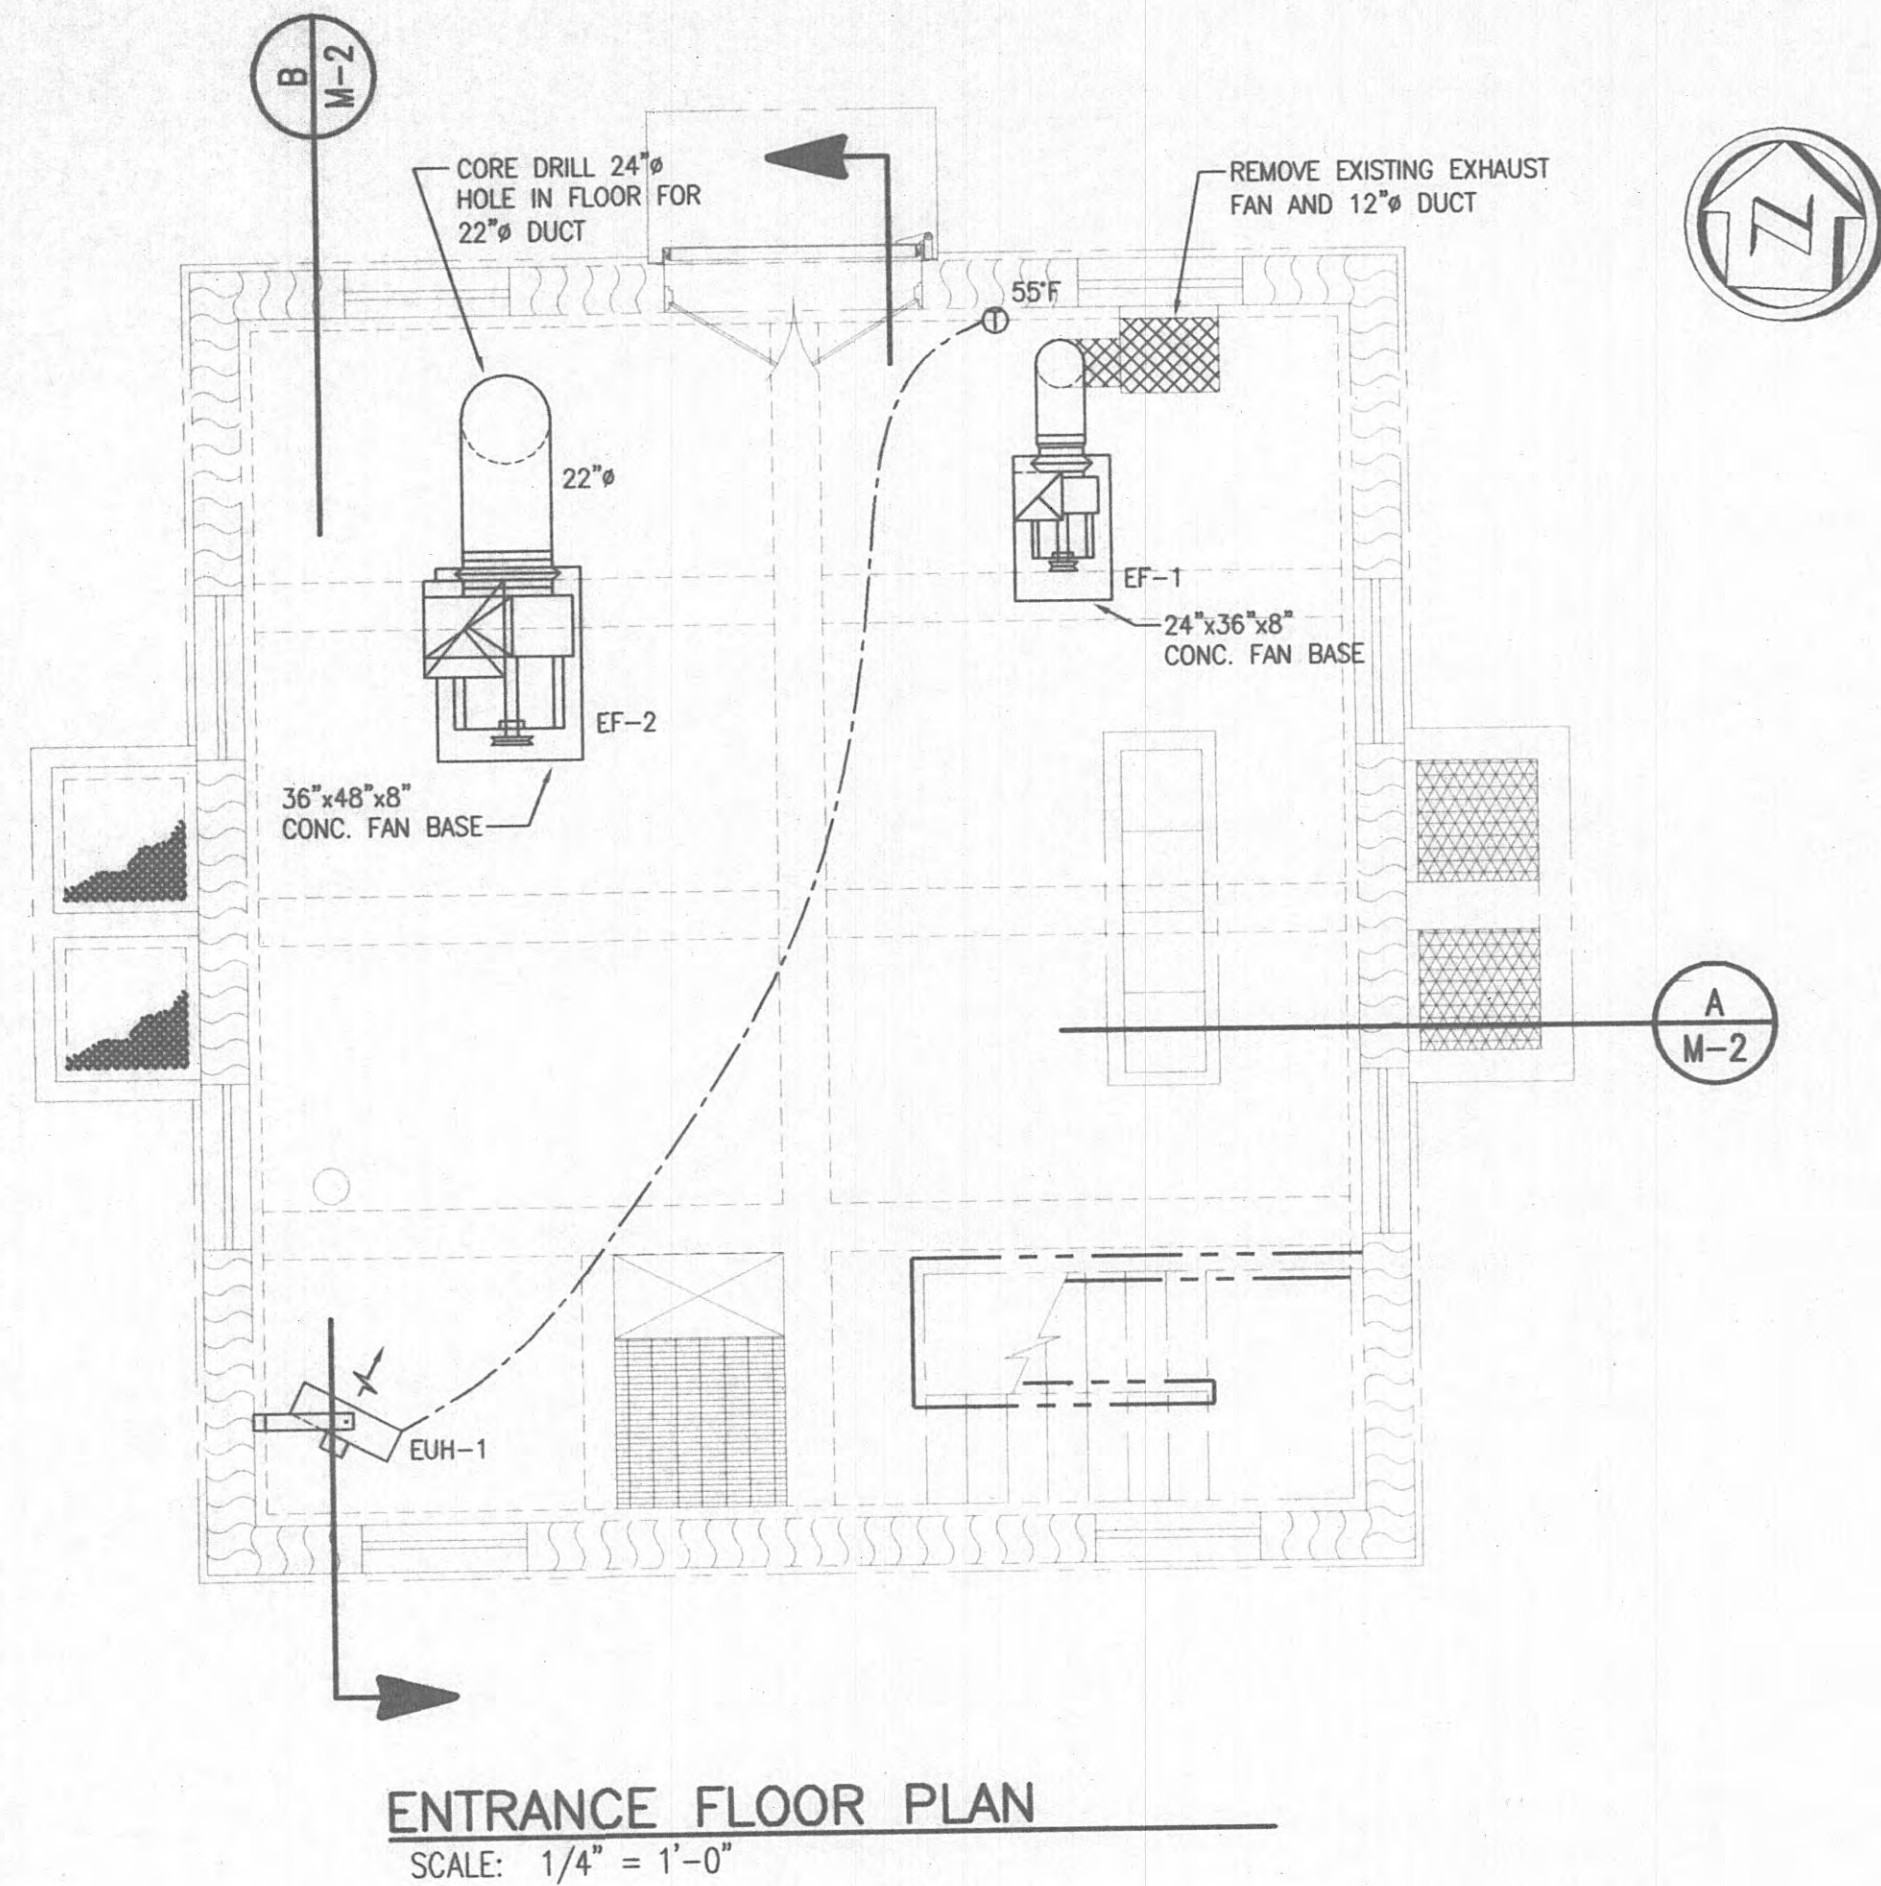 B
M-2
CORE DRILL 24"ø
HOLE IN FLOOR FOR
22"ø DUCT
REMOVE EXISTING EXHAUST
FAN AND 12"ø DUCT
N
55°F
T
22"ø
EF-1
24"x36"x8"
CONC. FAN BASE
EF-2
36"x48"x8"
CONC. FAN BASE
A
M-2
EUH-1
ENTRANCE FLOOR PLAN
SCALE: 1/4" = 1'-0"